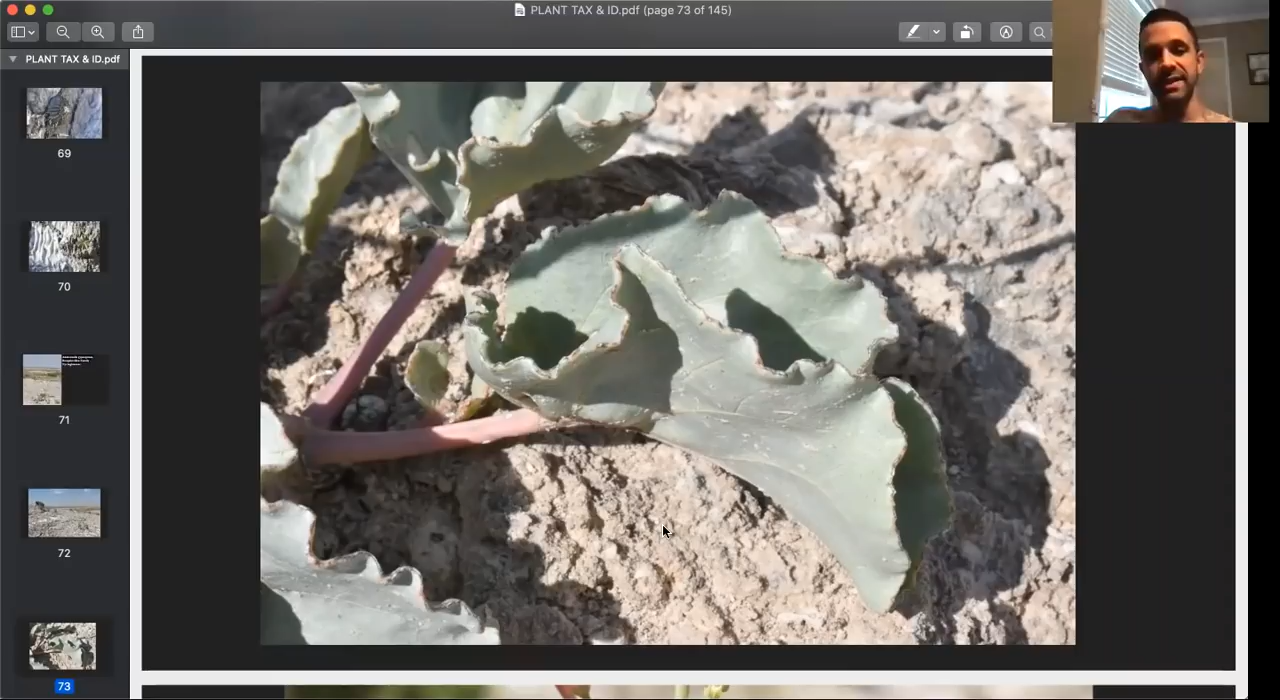 PLANT TAX & ID.pdf (page 73 of 145)
PLANT TAX & ID.pdf
69
70
71
72
73